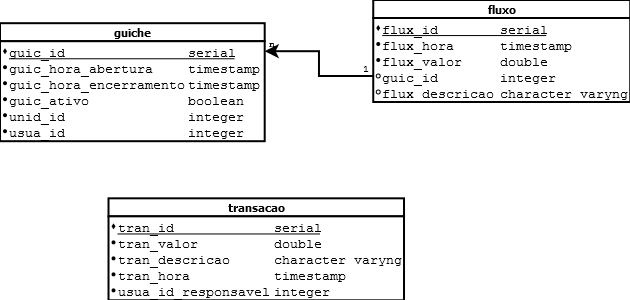 guiche
guic_id serial
guic_hora_abertura timestamp
guic_hora_encerramento timestamp
guic_ativo boolean
unid_id integer
usua_id integer
n
1
fluxo
flux_id serial
flux_hora timestamp
flux_valor double
guic_id integer
flux_descricao character varyng
transacao
tran_id serial
tran_valor double
tran_descricao character varyng
tran_hora timestamp
usua_id_responsavel integer